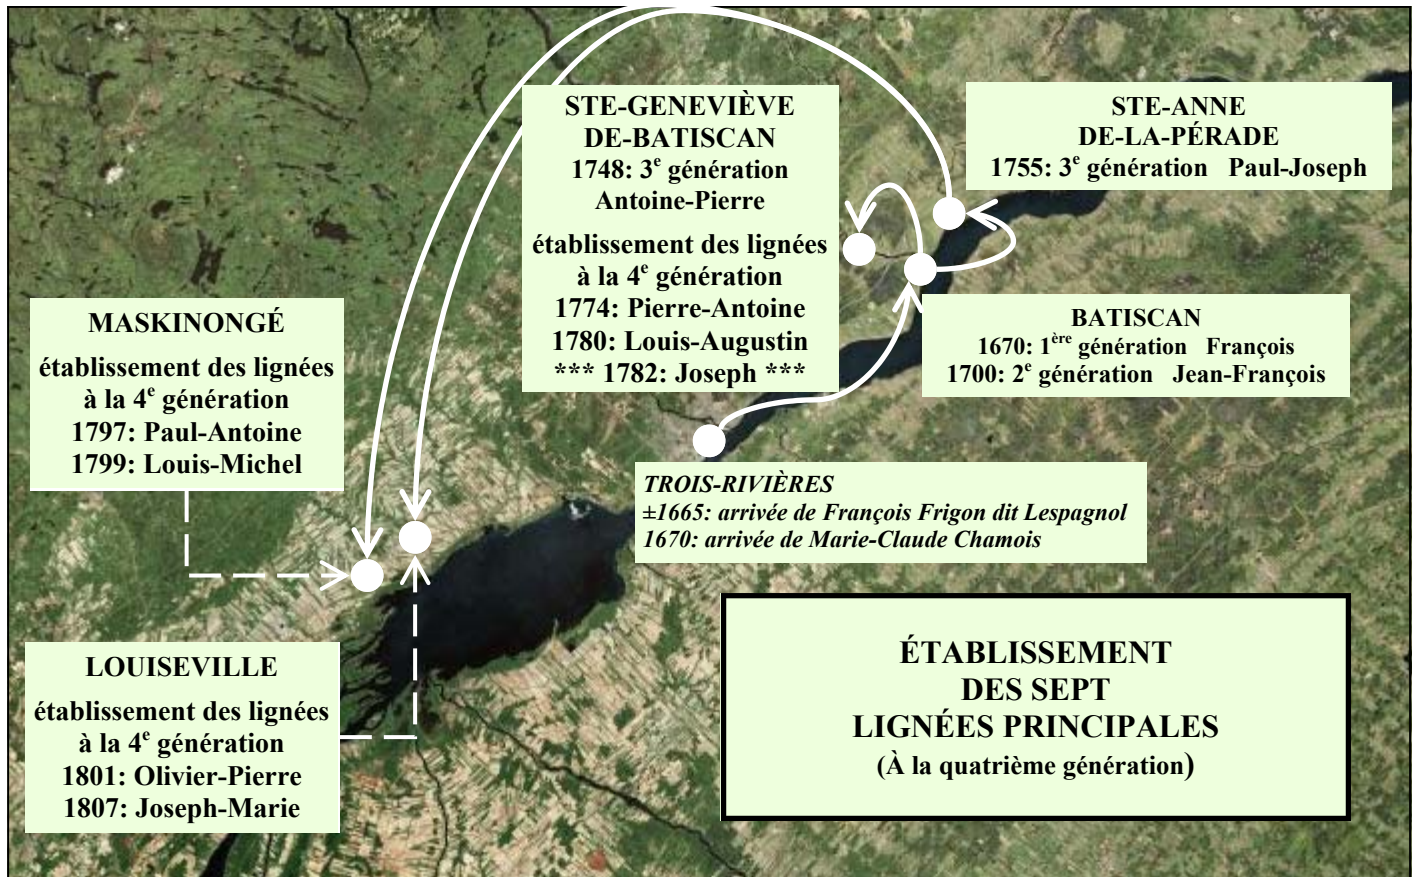 STE-GENEVIÈVE
DE-BATISCAN
1748: 3e génération
Antoine-Pierre
établissement des lignées
à la 4e génération
1774: Pierre-Antoine
1780: Louis-Augustin
*** 1782: Joseph ***
STE-ANNE
DE-LA-PÉRADE
1755: 3e génération Paul-Joseph
BATISCAN
1670: 1ère génération François
1700: 2e génération Jean-François
MASKINONGÉ
établissement des lignées
à la 4e génération
1797: Paul-Antoine
1799: Louis-Michel
TROIS-RIVIÈRES
±1665: arrivée de François Frigon dit Lespagnol
1670: arrivée de Marie-Claude Chamois
LOUISEVILLE
établissement des lignées
à la 4e génération
1801: Olivier-Pierre
1807: Joseph-Marie
ÉTABLISSEMENT
DES SEPT
LIGNÉES PRINCIPALES
(À la quatrième génération)